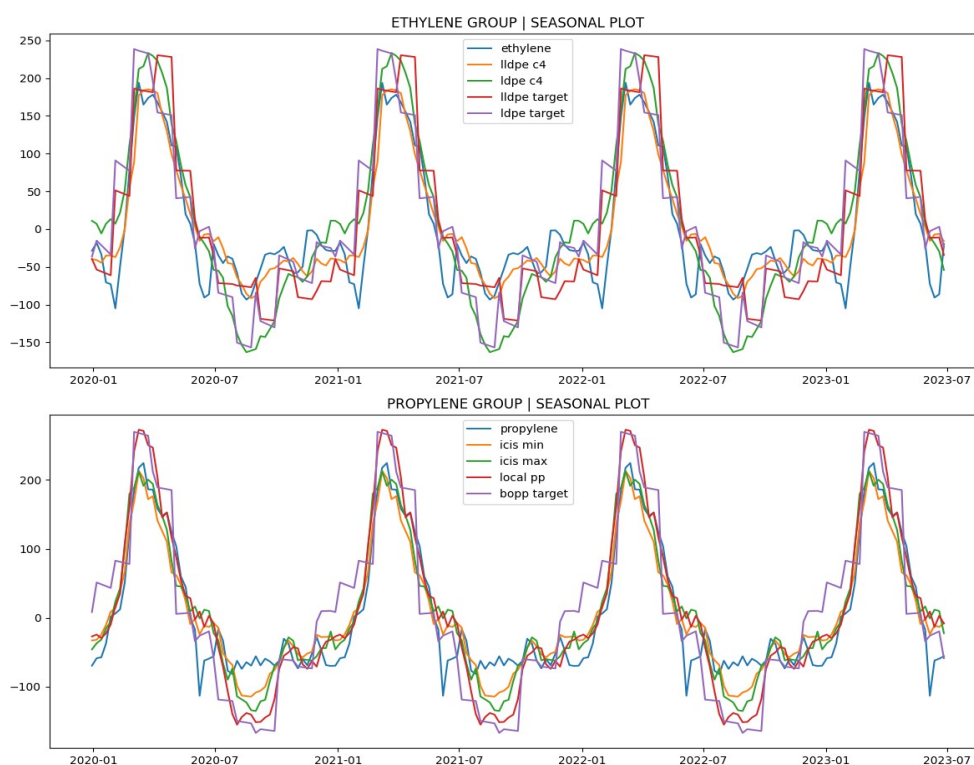 ETHYLENE GROUP | SEASONAL PLOT
250
200
150
100
50
0
−50
−100
−150
ethylene
lldpe c4
ldpe c4
lldpe target
ldpe target
2020-01
2020-07
2021-01
2021-07
2022-01
2022-07
2023-01
2023-07
PROPYLENE GROUP | SEASONAL PLOT
200
100
0
−100
propylene
icis min
icis max
local pp
bopp target
2020-01
2020-07
2021-01
2021-07
2022-01
2022-07
2023-01
2023-07